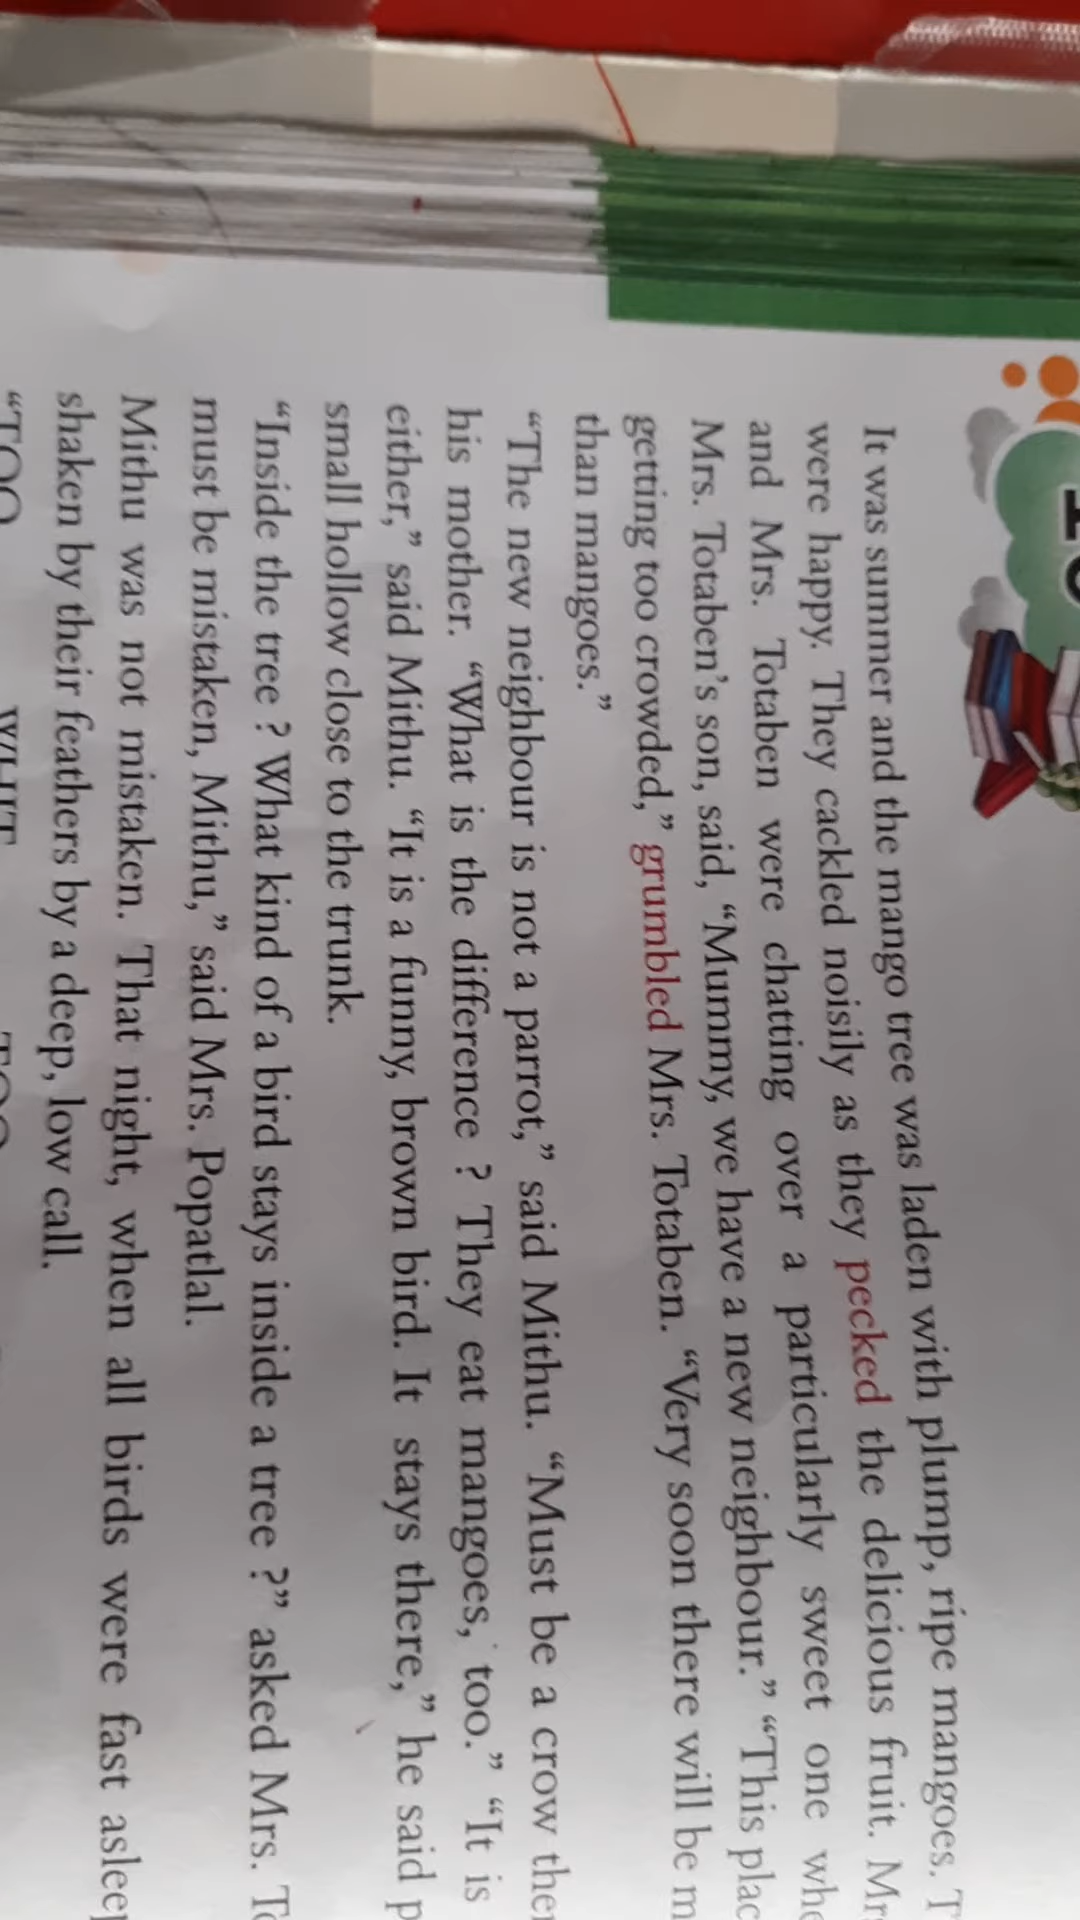 It was summer and the mango tree was laden with plump, ripe mangoes.
were happy. They cackled noisily as they pecked the delicious fruit.
and Mrs. Totaben were chatting over a particularly sweet one
Mrs. Totaben's son, said, “Mummy, we have a new neighbour.” “This
getting too crowded,” grumbled Mrs. Totaben. “Very soon there will be
than mangoes.”
“The new neighbour is not a parrot,” said Mithu. “Must be a crow
his mother. “What is the difference ? They eat mangoes, too.” “It is
either,” said Mithu. “It is a funny, brown bird. It stays there,” he said
small hollow close to the trunk.
“Inside the tree ? What kind of a bird stays inside a tree ?” asked Mrs.
must be mistaken, Mithu,” said Mrs. Popatlal.
Mithu was not mistaken. That night, when all birds were fast
shaken by their feathers by a deep, low call.